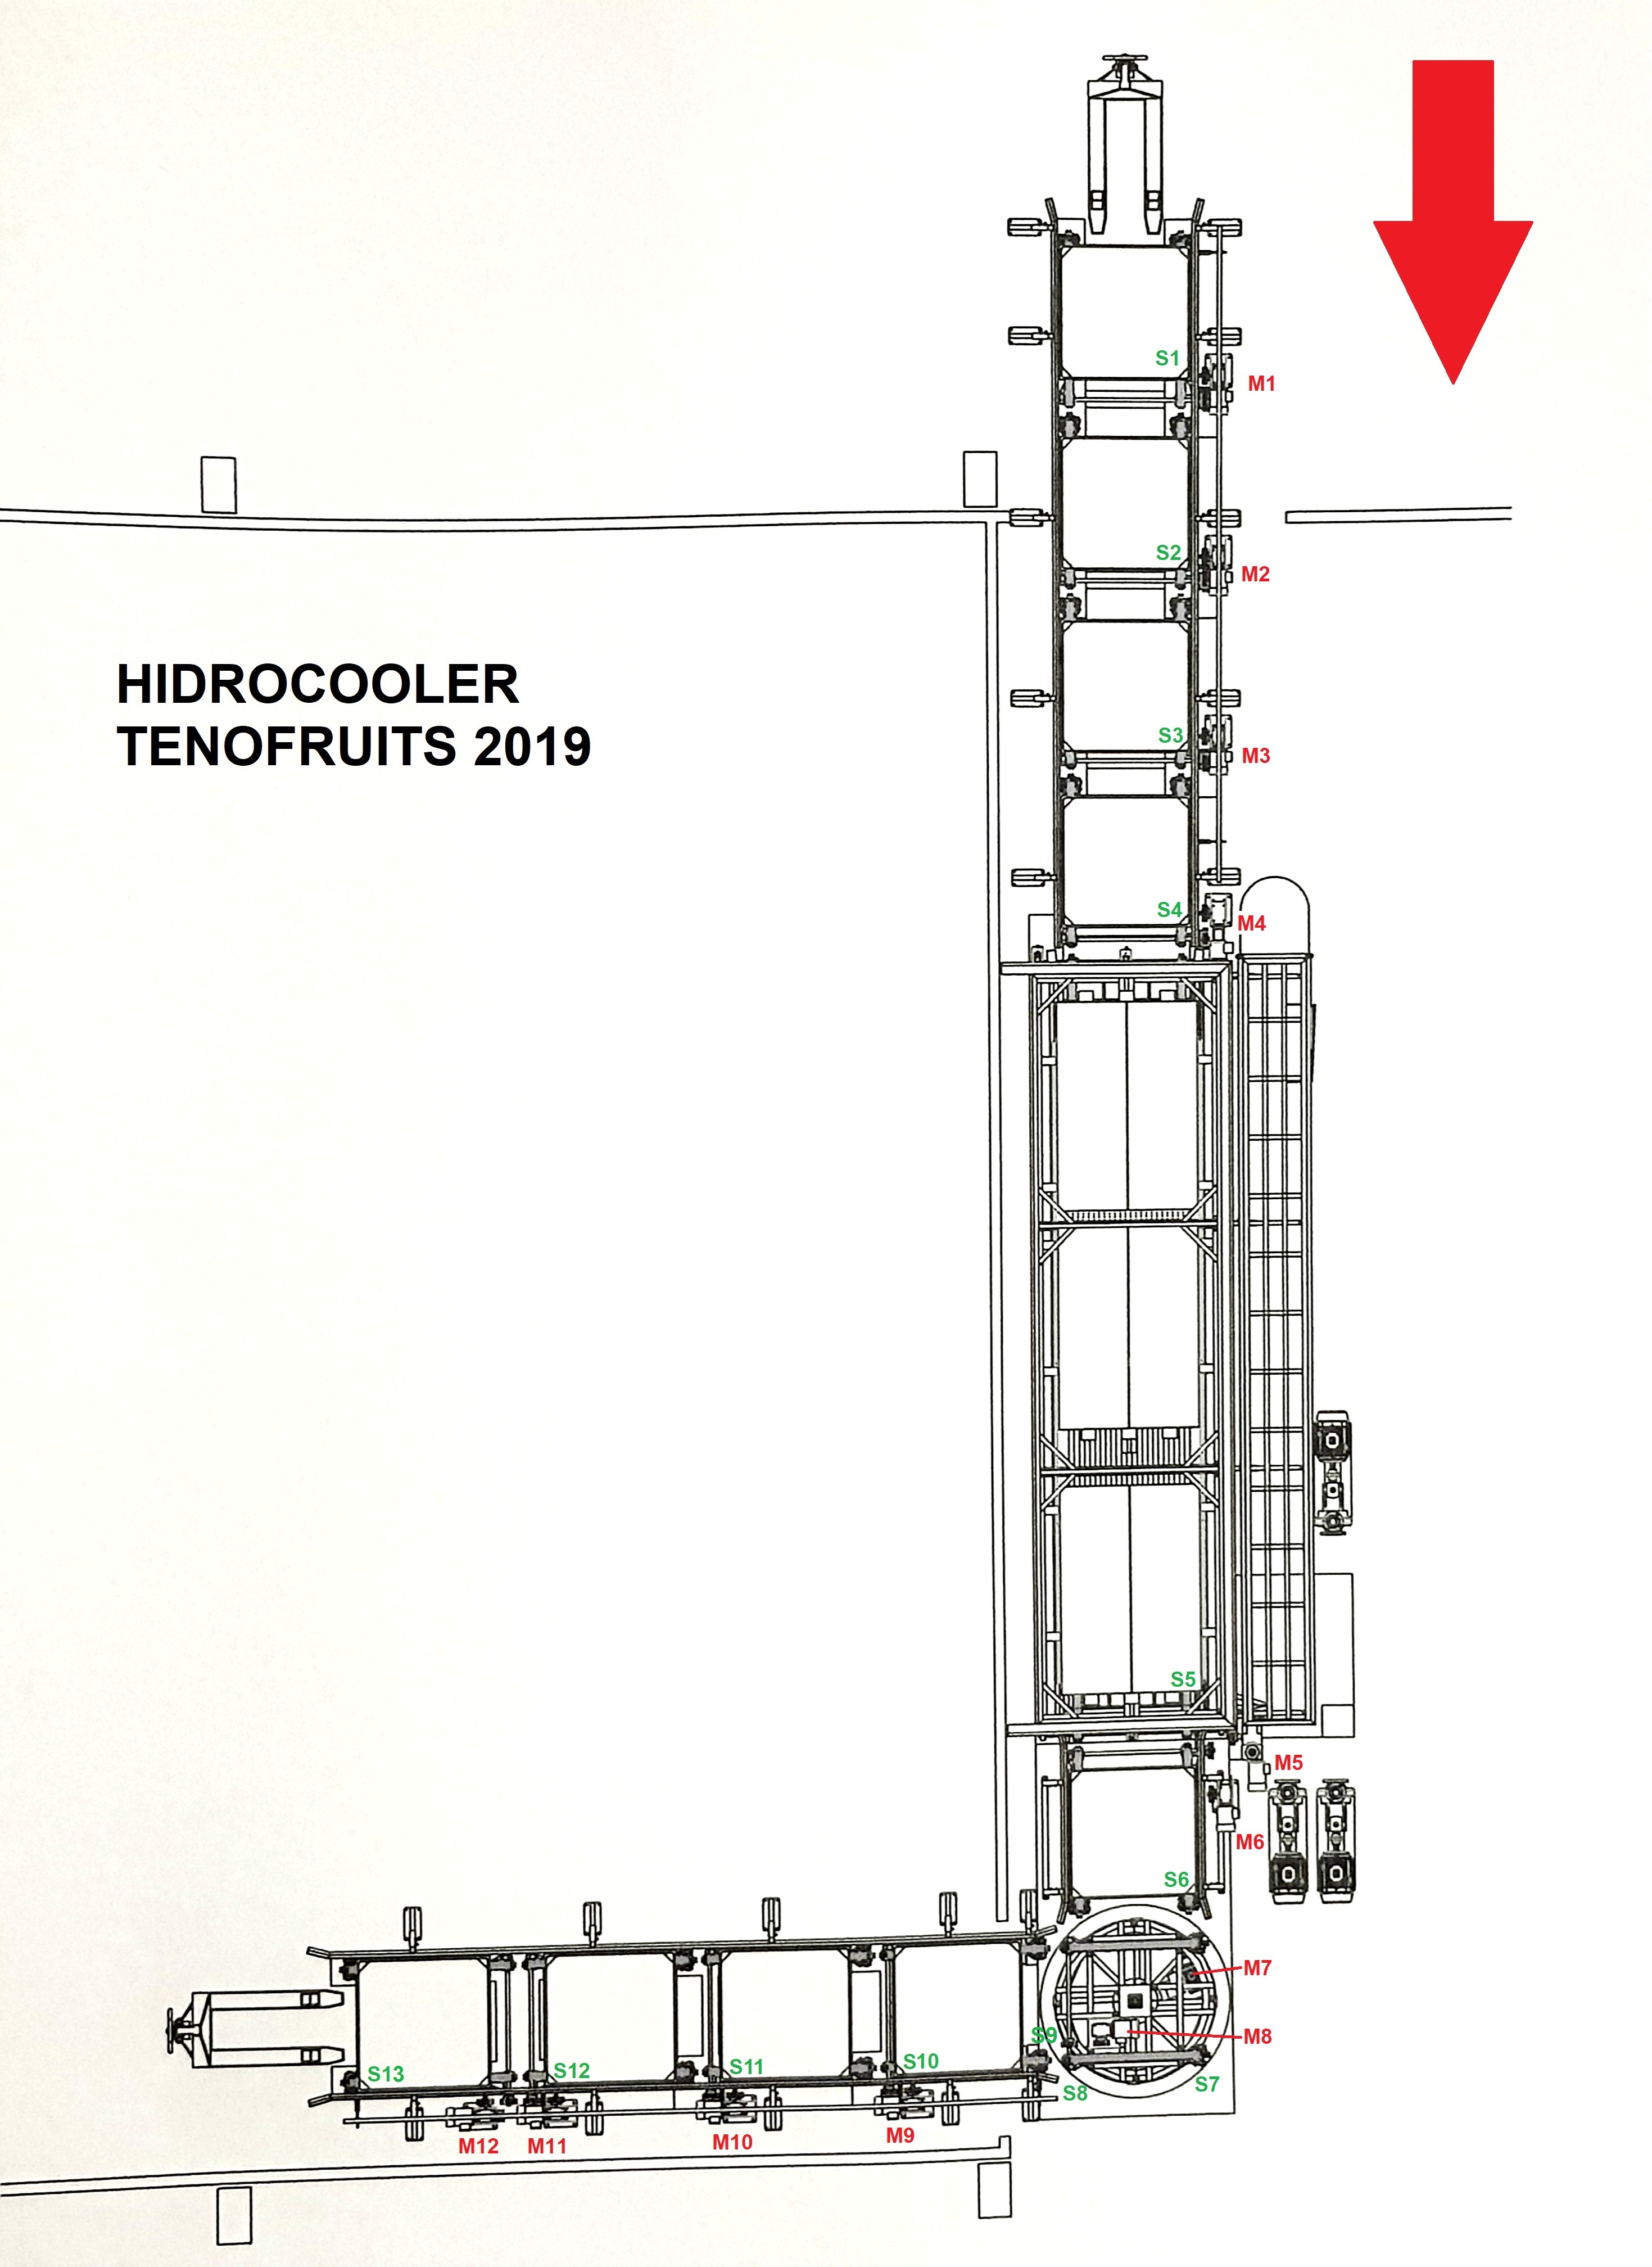 S1
M1
S2
M2
HIDROCOOLER
TENOFRUITS 2019
S3
M3
S4
M4
S5
M5
M6
S6
M7
S9
M8
S13
S12
S11
S10
S8
S7
M12
M11
M10
M9